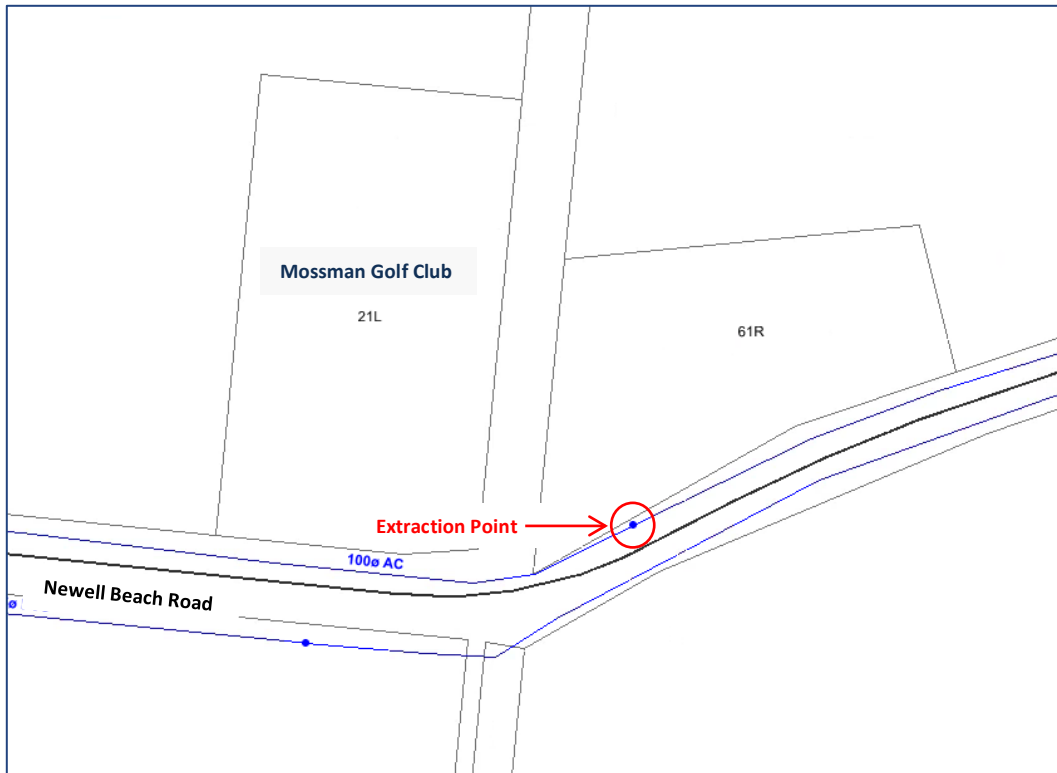 Mossman Golf Club
21L
61R
Extraction Point
100ø AC
Newell Beach Road
ø